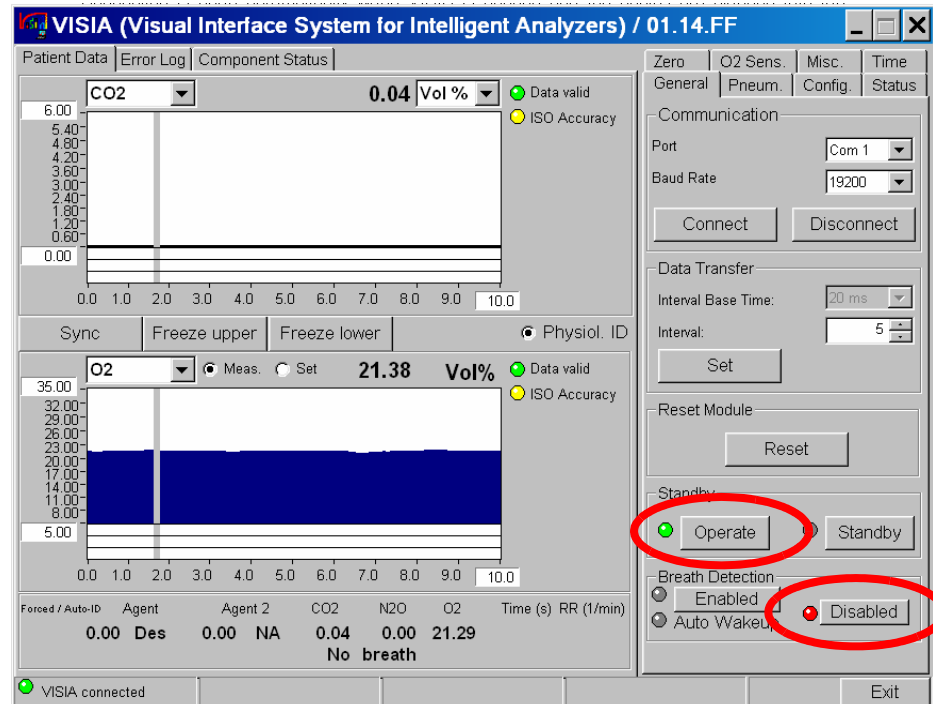 VISIA (Visual Interface System for Intelligent Analyzers) / 01.14.FF
Patient Data Error Log Component Status
CO2 0.04 Vol % Data valid
ISO Accuracy
6.00
5.40
4.80
4.20
3.60
3.00
2.40
1.80
1.20
0.60
0.00
0.0 1.0 2.0 3.0 4.0 5.0 6.0 7.0 8.0 9.0 10.0
Sync Freeze upper Freeze lower Physiol. ID
O2 Meas. Set 21.38 Vol% Data valid
ISO Accuracy
35.00
32.00
29.00
26.00
23.00
20.00
17.00
14.00
11.00
8.00
5.00
0.0 1.0 2.0 3.0 4.0 5.0 6.0 7.0 8.0 9.0 10.0
Forced / Auto-ID Agent Agent 2 CO2 N2O O2 Time (s) RR (1/min)
0.00 Des 0.00 NA 0.04 0.00 21.29
No breath
Zero O2 Sens. Misc. Time
General Pneum. Config. Status
Communication
Port Com 1
Baud Rate 19200
Connect Disconnect
Data Transfer
Interval Base Time: 20 ms
Interval: 5
Set
Reset Module
Reset
Standby
Operate Standby
Breath Detection
Enabled
Auto Wakeup Disabled
VISIA connected Exit